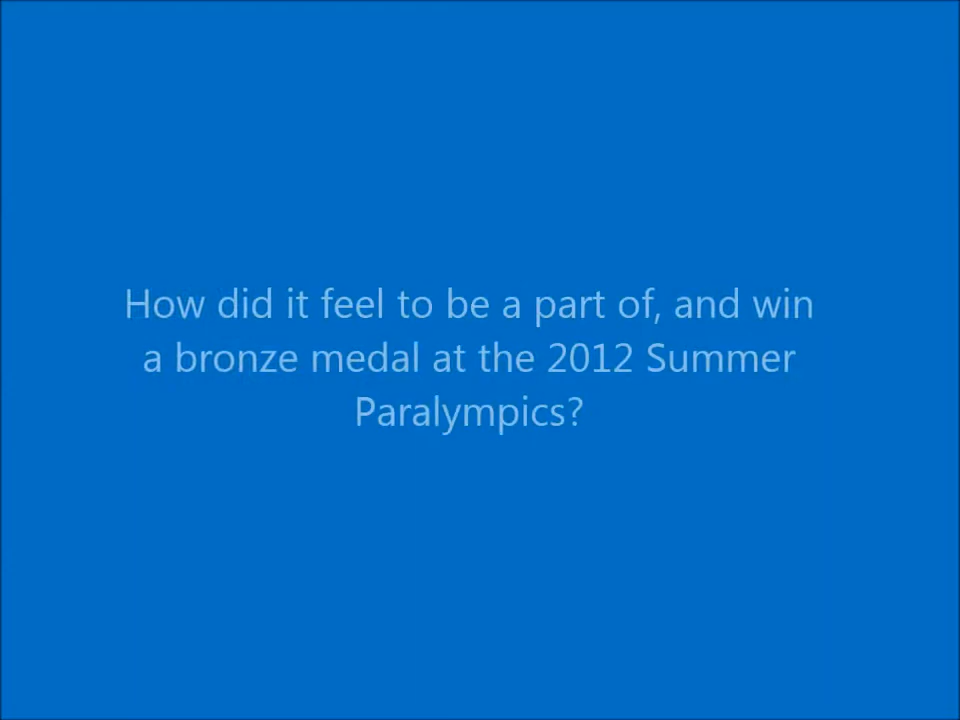 How did it feel to be a part of, and win
a bronze medal at the 2012 Summer
Paralympics?